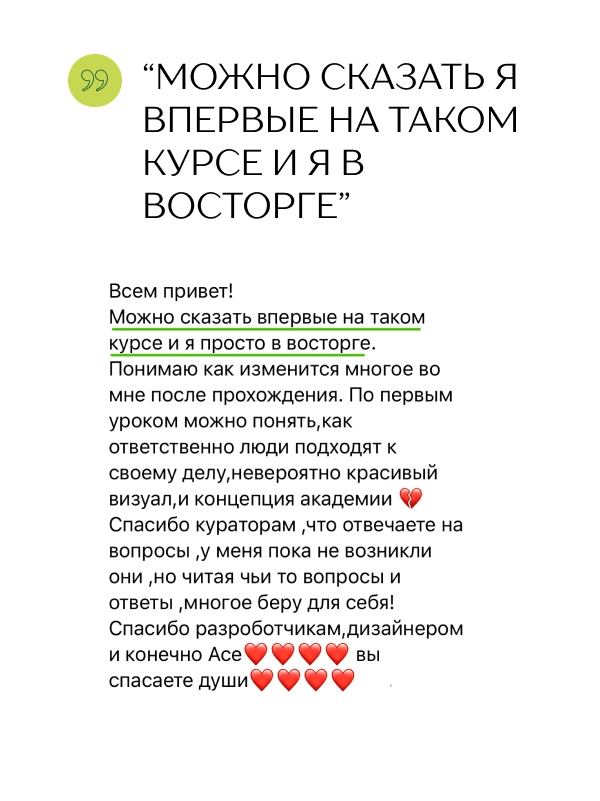 “МОЖНО СКАЗАТЬ Я
ВПЕРВЫЕ НА ТАКОМ
КУРСЕ И Я В
ВОСТОРГЕ”
Всем привет!
Можно сказать впервые на таком
курсе и я просто в восторге.
Понимаю как изменится многое во
мне после прохождения. По первым
уроком можно понять,как
ответственно люди подходят к
своему делу,невероятно красивый
визуал,и концепция академии 💔
Спасибо кураторам ,что отвечаете на
вопросы ,у меня пока не возникли
они ,но читая чьи то вопросы и
ответы ,многое беру для себя!
Спасибо разроботчикам,дизайнером
и конечно Асе❤️❤️❤️❤️ вы
спасаете души❤️❤️❤️❤️